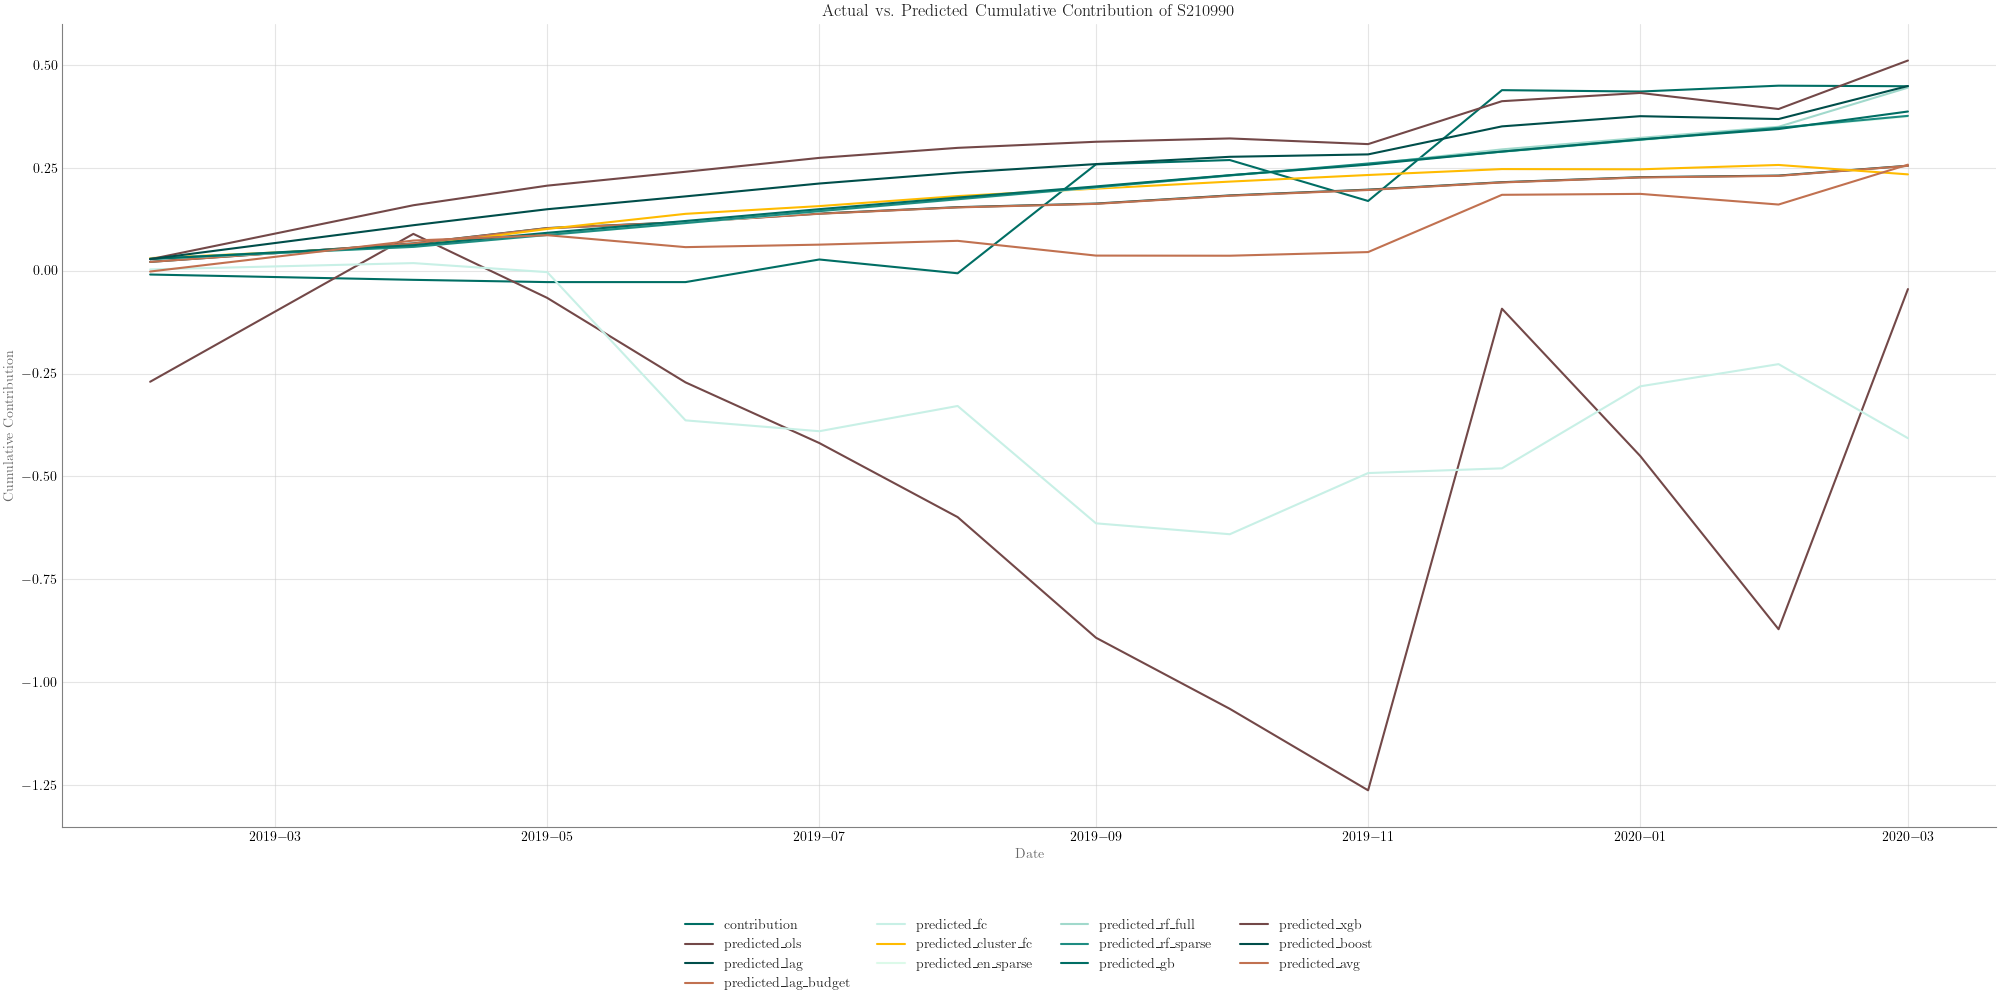 Actual vs. Predicted Cumulative Contribution of S210990
0.50
0.25
0.00
−0.25
−0.50
−0.75
−1.00
−1.25
Cumulative Contribution
2019−03 2019−05 2019−07 2019−09 2019−11 2020−01 2020−03
Date
contribution predicted_fc predicted_rf_full predicted_xgb
predicted_ols predicted_cluster_fc predicted_rf_sparse predicted_boost
predicted_lag predicted_en_sparse predicted_gb predicted_avg
predicted_lag_budget